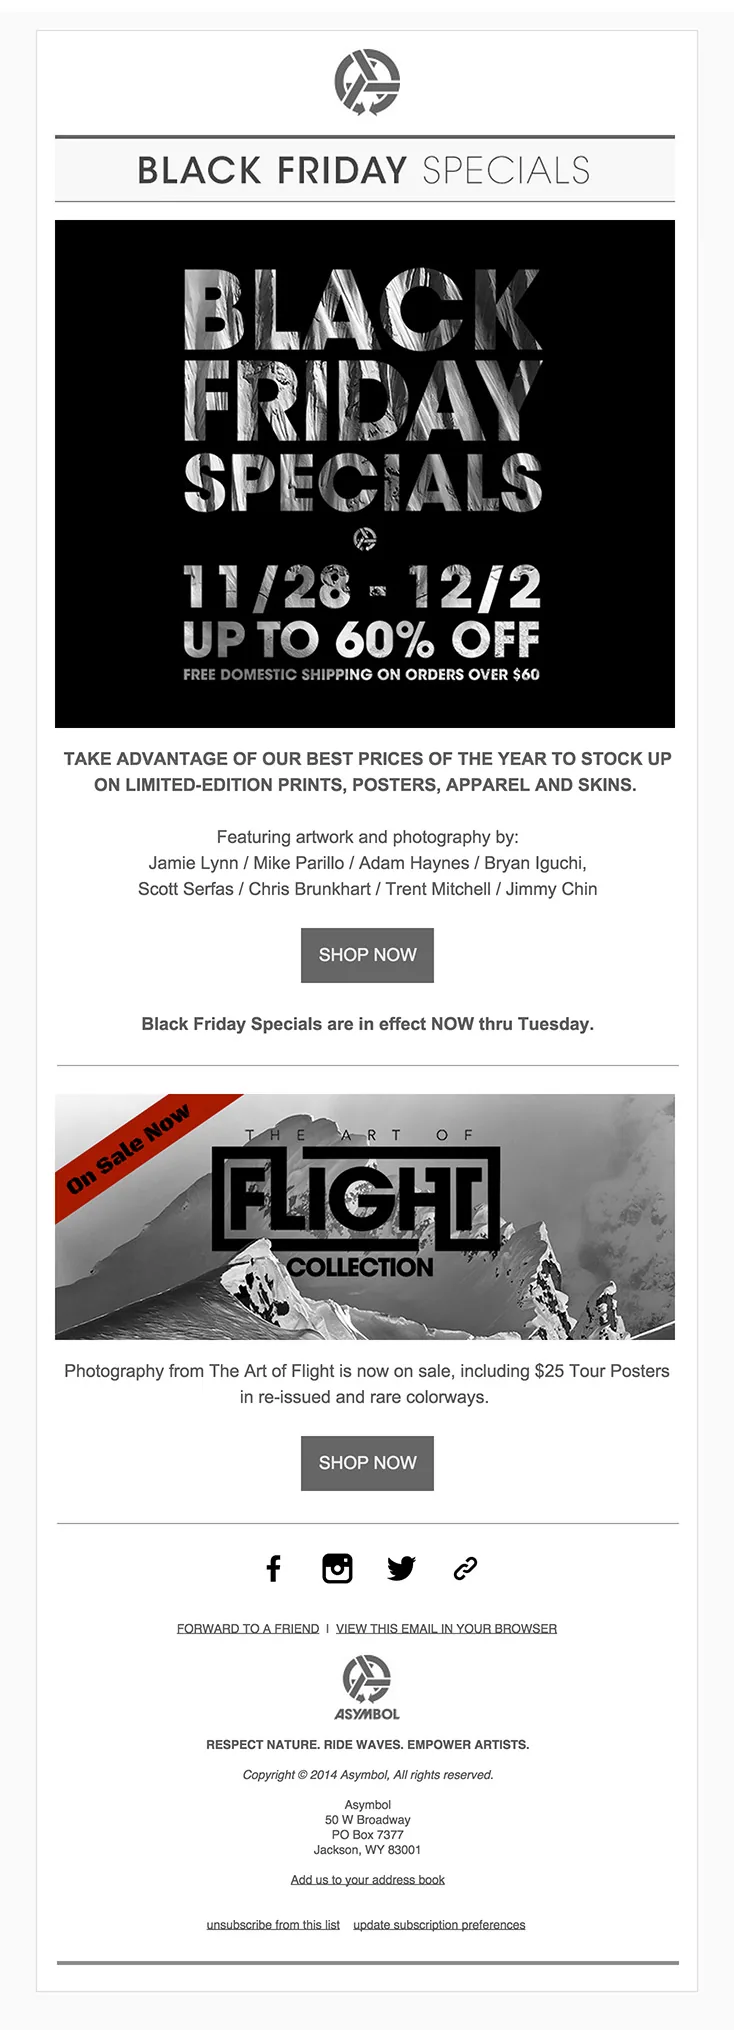 BLACK FRIDAY SPECIALS
BLACK
FRIDAY
SPECIALS
11/28 - 12/2
UP TO 60% OFF
FREE DOMESTIC SHIPPING ON ORDERS OVER $60
TAKE ADVANTAGE OF OUR BEST PRICES OF THE YEAR TO STOCK UP
ON LIMITED-EDITION PRINTS, POSTERS, APPAREL AND SKINS.
Featuring artwork and photography by:
Jamie Lynn / Mike Parillo / Adam Haynes / Bryan Iguchi,
Scott Serfas / Chris Brunkhart / Trent Mitchell / Jimmy Chin
SHOP NOW
Black Friday Specials are in effect NOW thru Tuesday.
On Sale Now
THE ART OF
FLIGHT
COLLECTION
Photography from The Art of Flight is now on sale, including $25 Tour Posters
in re-issued and rare colorways.
SHOP NOW
FORWARD TO A FRIEND I VIEW THIS EMAIL IN YOUR BROWSER
ASYMBOL
RESPECT NATURE. RIDE WAVES. EMPOWER ARTISTS.
Copyright © 2014 Asymbol, All rights reserved.
Asymbol
50 W Broadway
PO Box 7377
Jackson, WY 83001
Add us to your address book
unsubscribe from this list update subscription preferences